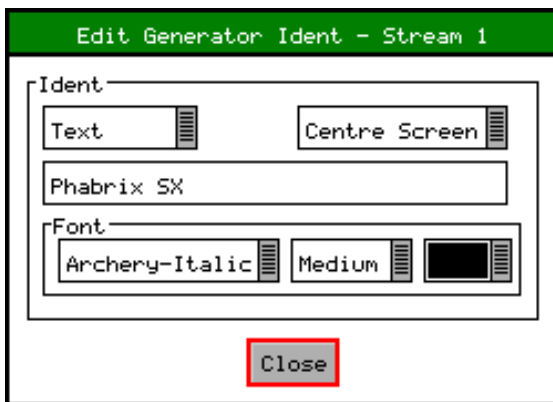 Edit Generator Ident - Stream 1
Ident
Text Centre Screen
Phabrix SX
Font
Archery-Italic Medium
Close